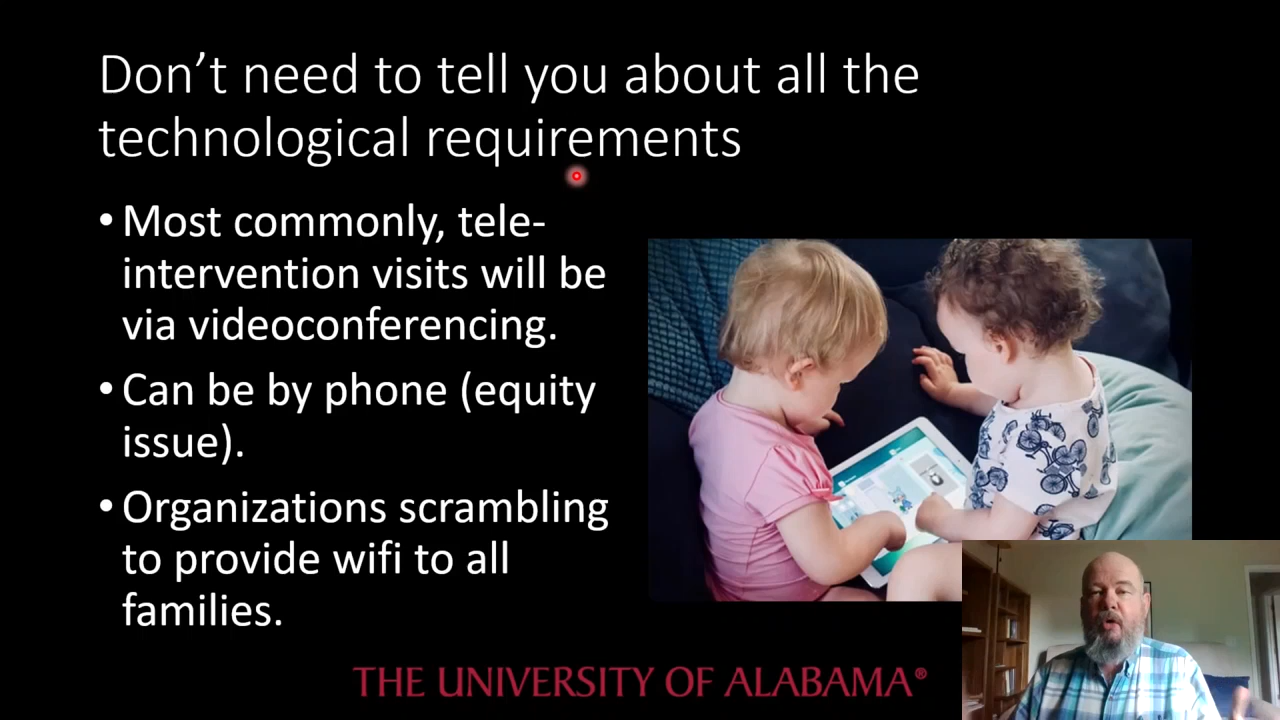 Don’t need to tell you about all the
technological requirements
• Most commonly, tele-
intervention visits will be
via videoconferencing.
• Can be by phone (equity
issue).
• Organizations scrambling
to provide wifi to all
families.
THE UNIVERSITY OF ALABAMA®